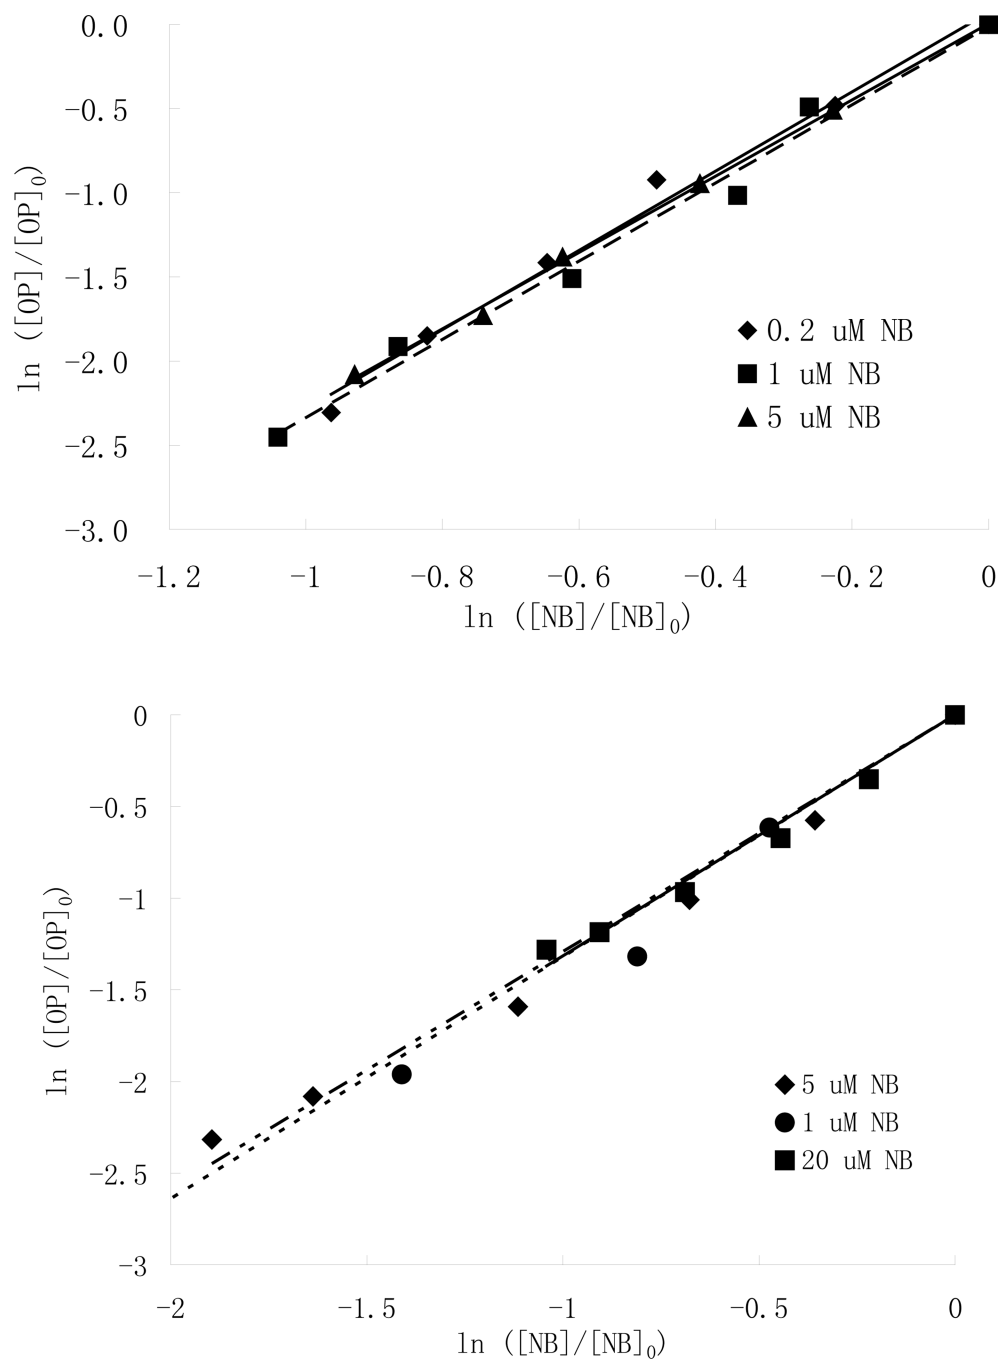 0.0
-0.5
-1.0
-1.5
-2.0
-2.5
-3.0
ln ([OP]/[OP]₀)
0.2 uM NB
1 uM NB
5 uM NB
-1.2 -1 -0.8 -0.6 -0.4 -0.2 0
ln ([NB]/[NB]₀)
0
-0.5
-1
-1.5
-2
-2.5
-3
ln ([OP]/[OP]₀)
5 uM NB
1 uM NB
20 uM NB
-2 -1.5 -1 -0.5 0
ln ([NB]/[NB]₀)